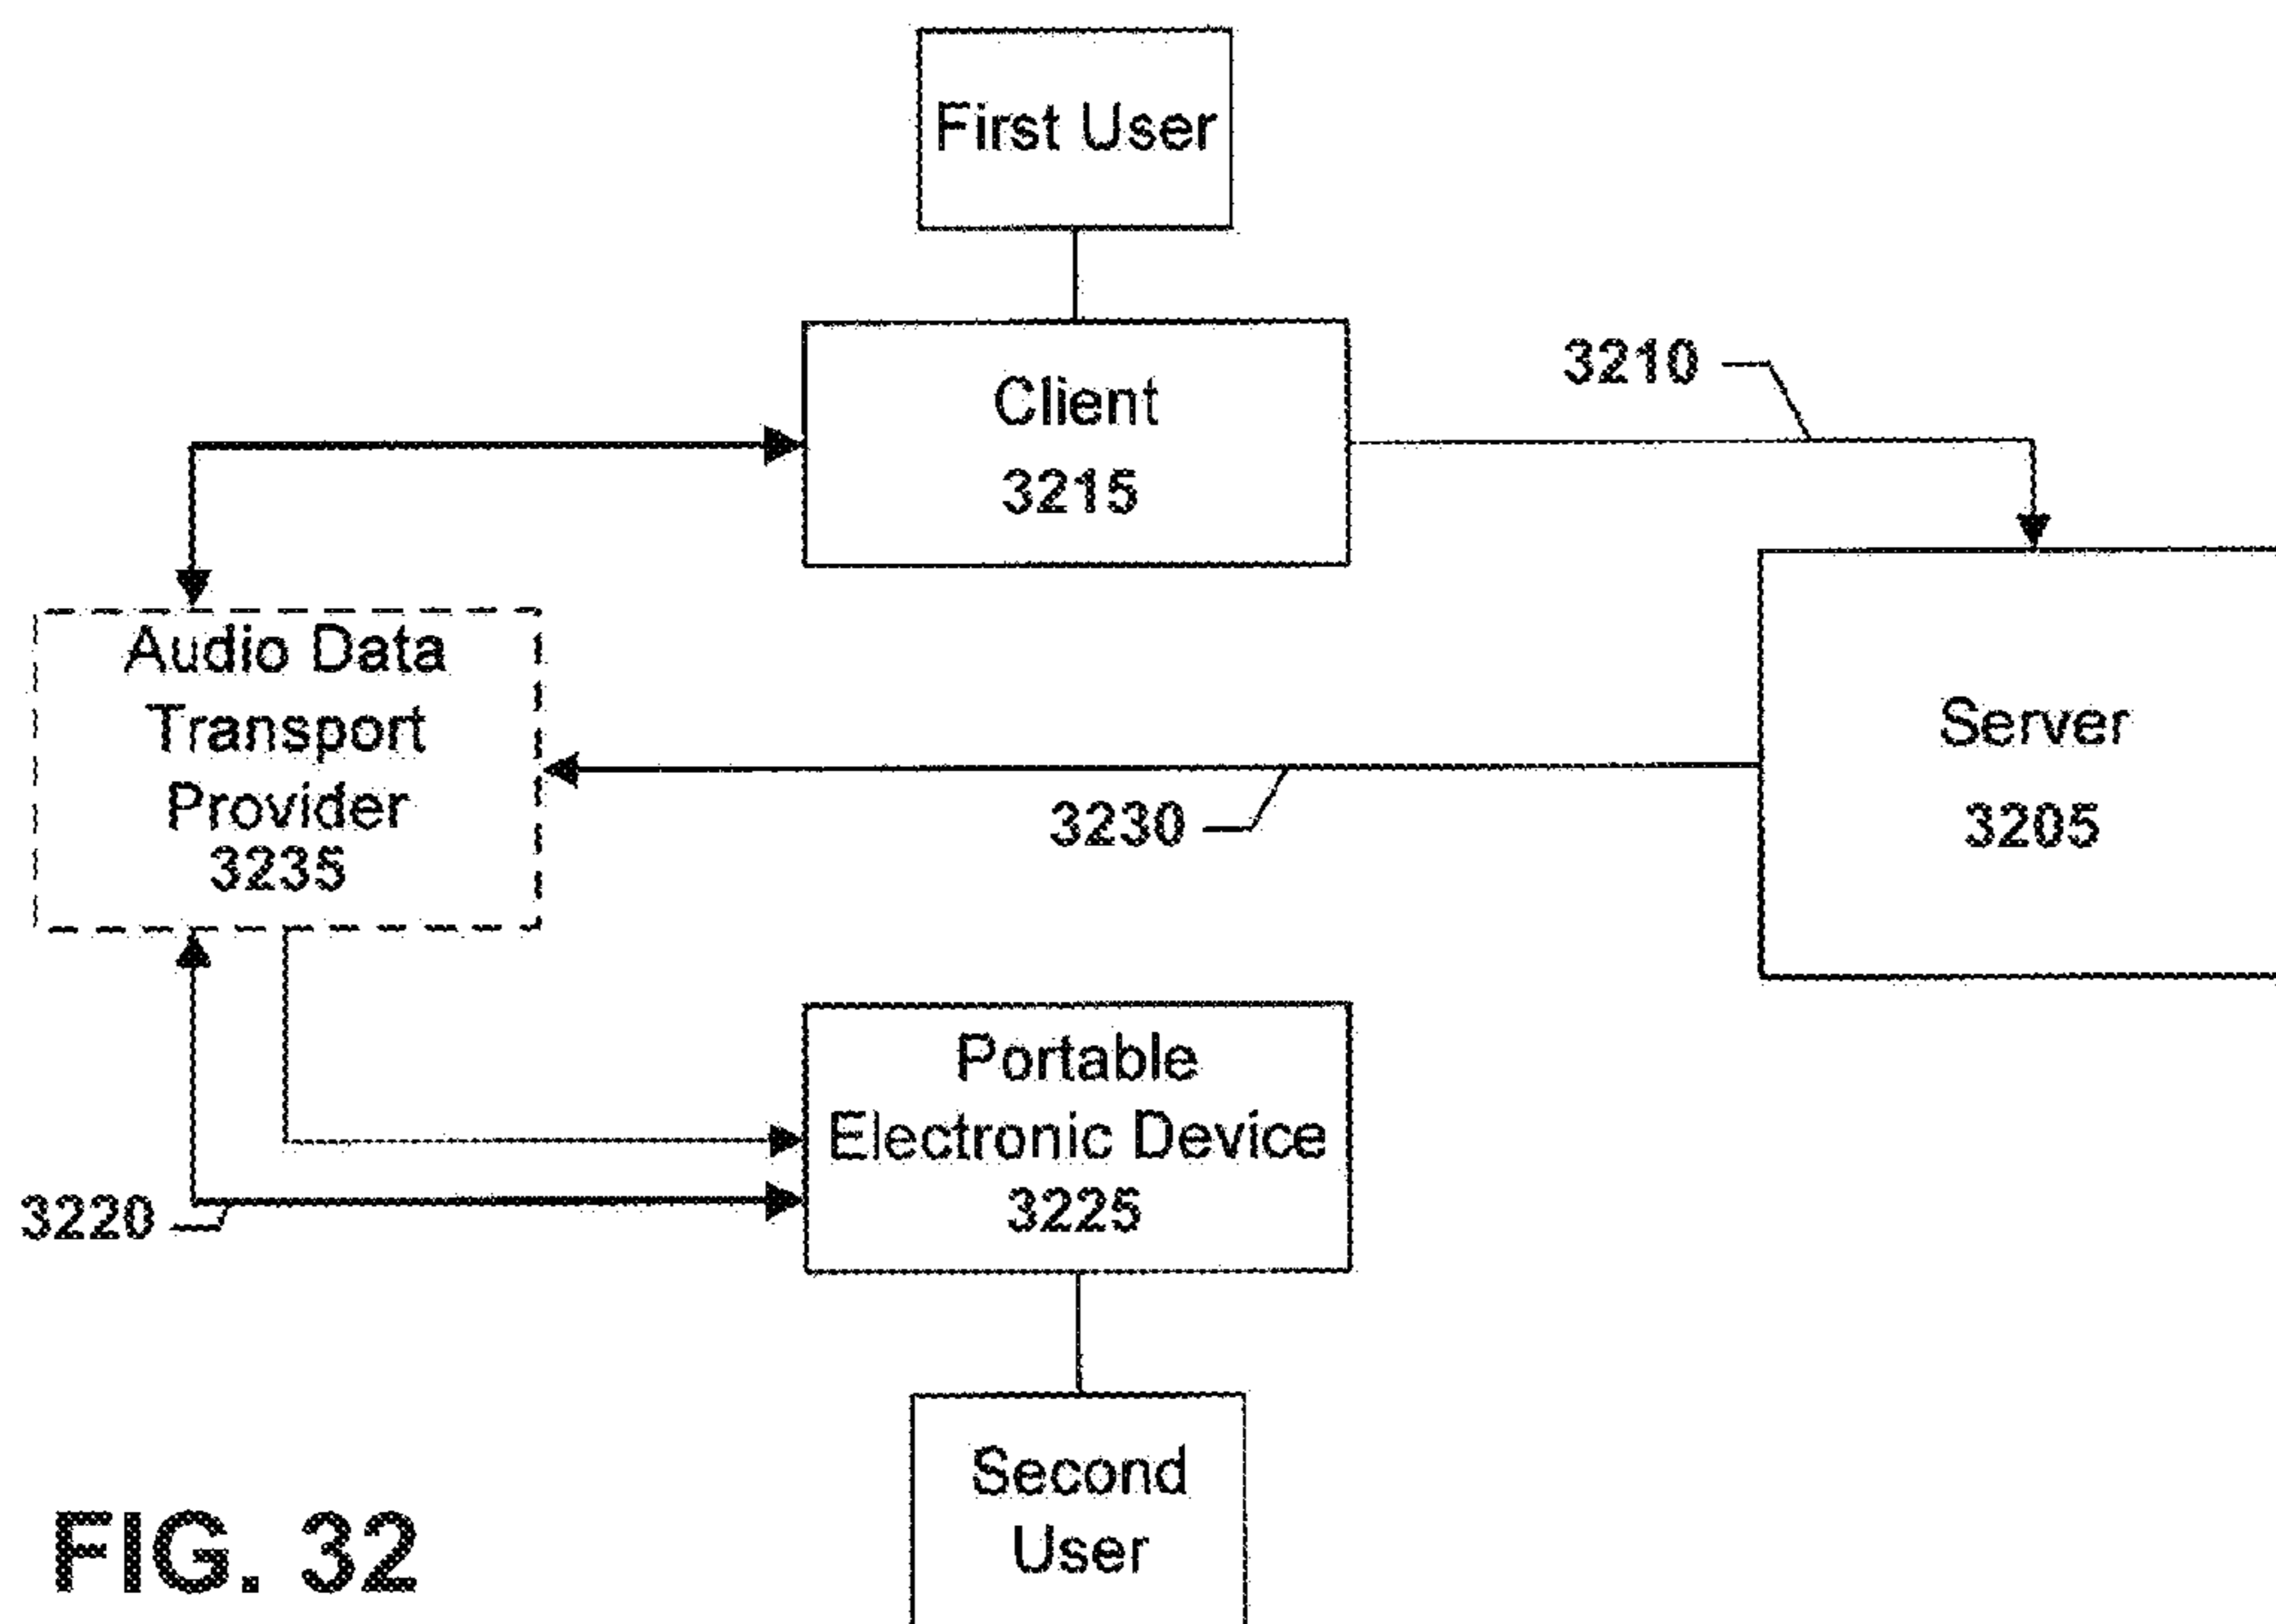 First User
Client
3215
3210
Audio Data
Transport
Provider
3235
Server
3205
3230
Portable
Electronic Device
3225
3220
Second
User
FIG. 32